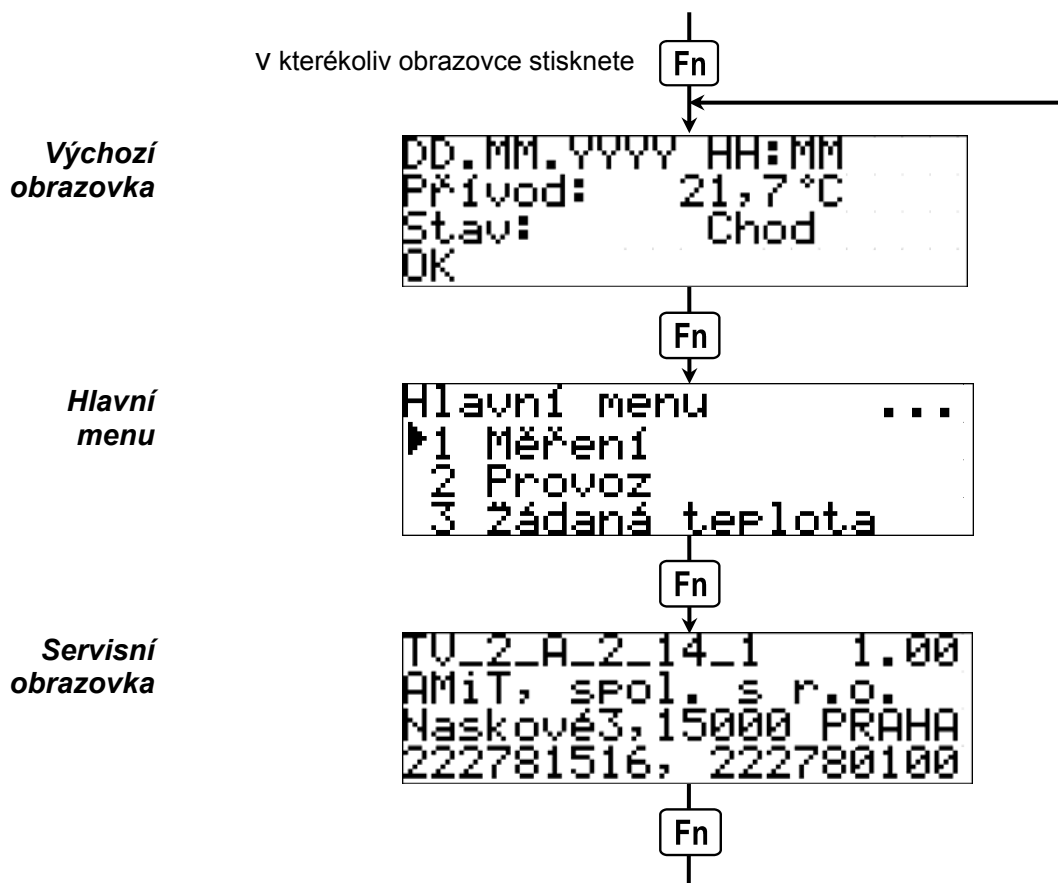 v kterékoliv obrazovce stisknete Fn
Výchozí
obrazovka
DD.MM.YYYY HH:MM
Přívod: 21,7°C
Stav: Chod
OK
Fn
Hlavní
menu
Hlavní menu ...
1 Měření
2 Provoz
3 Žádaná teplota
Fn
Servisní
obrazovka
TV_2_A_2_14_1 1.00
AMiT, spol. s r.o.
Naskové3,15000 PRAHA
222781516, 222780100
Fn